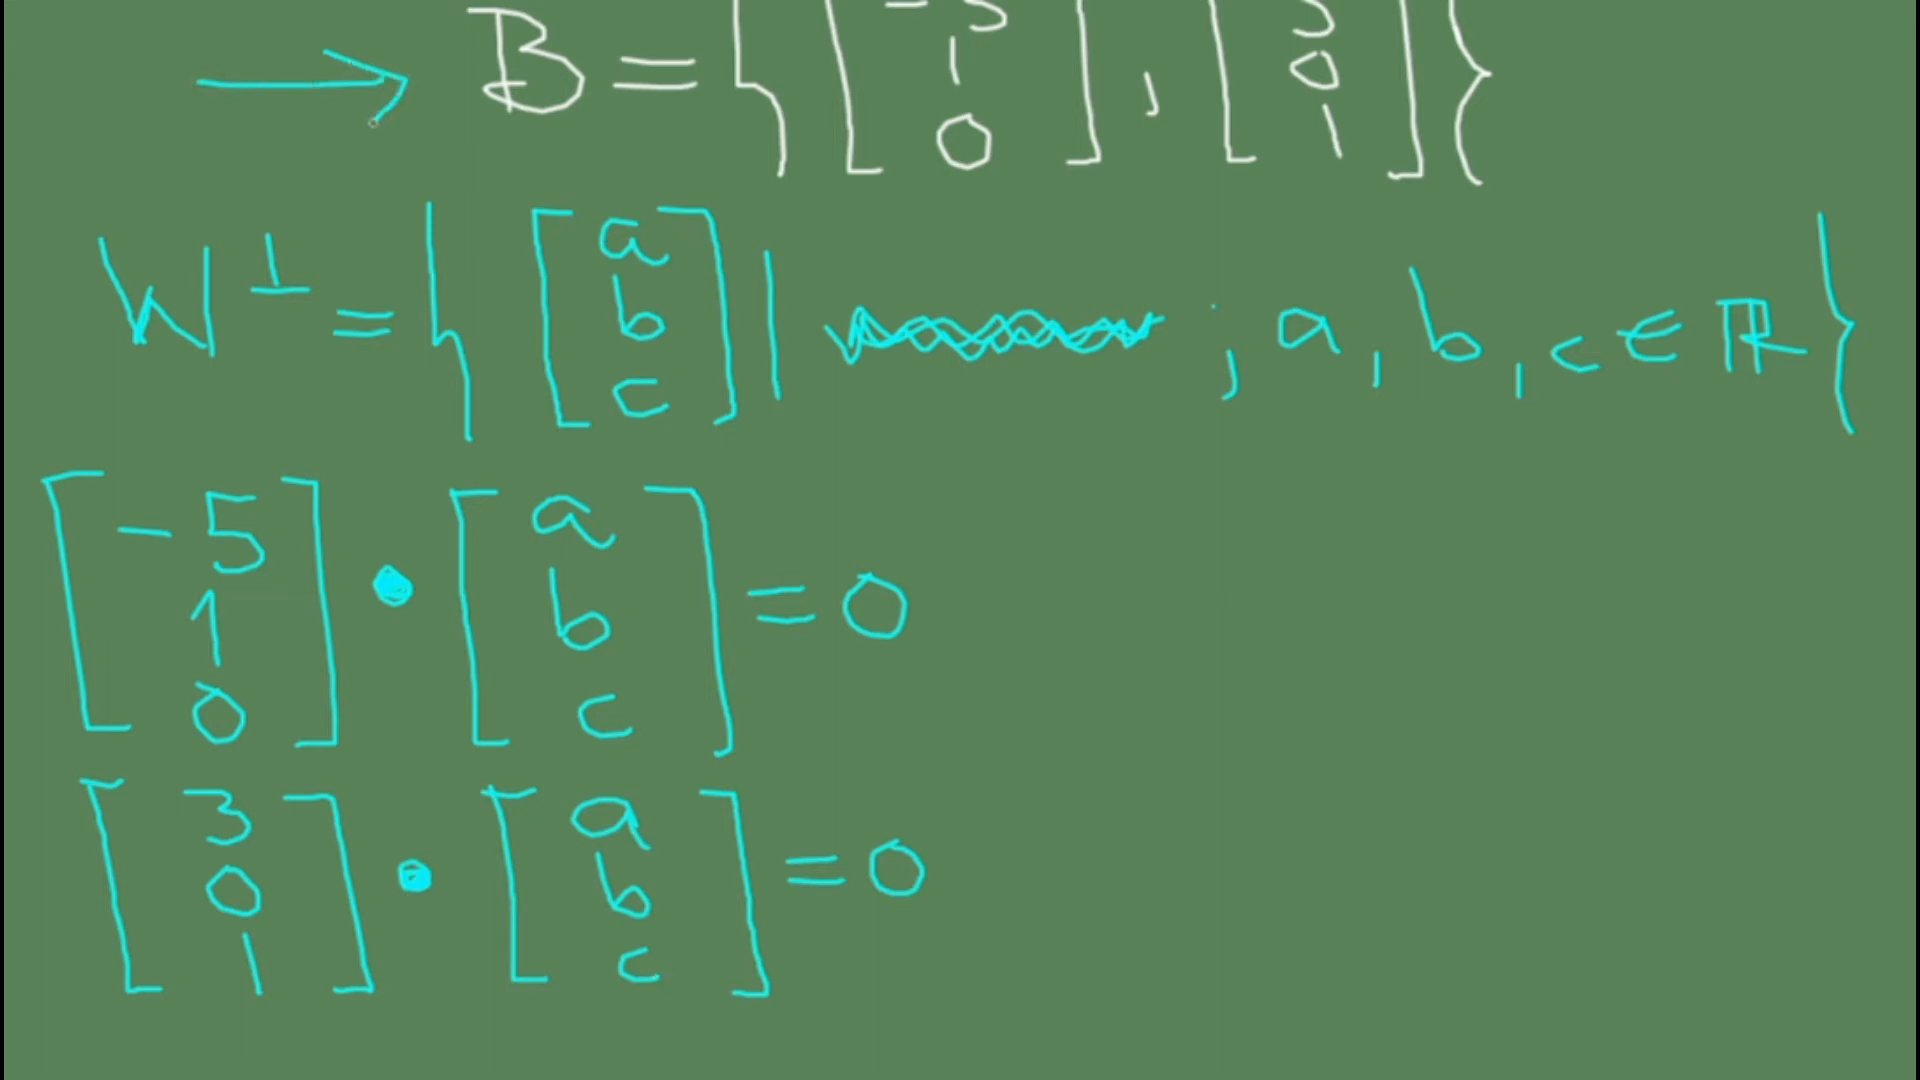 B = { [ -5 1 0 ] , [ 3 0 1 ] }
W⊥ = { [ a b c ] | ; a, b, c ∈ ℝ }
[ -5 1 0 ] • [ a b c ] = 0
[ 3 0 1 ] • [ a b c ] = 0